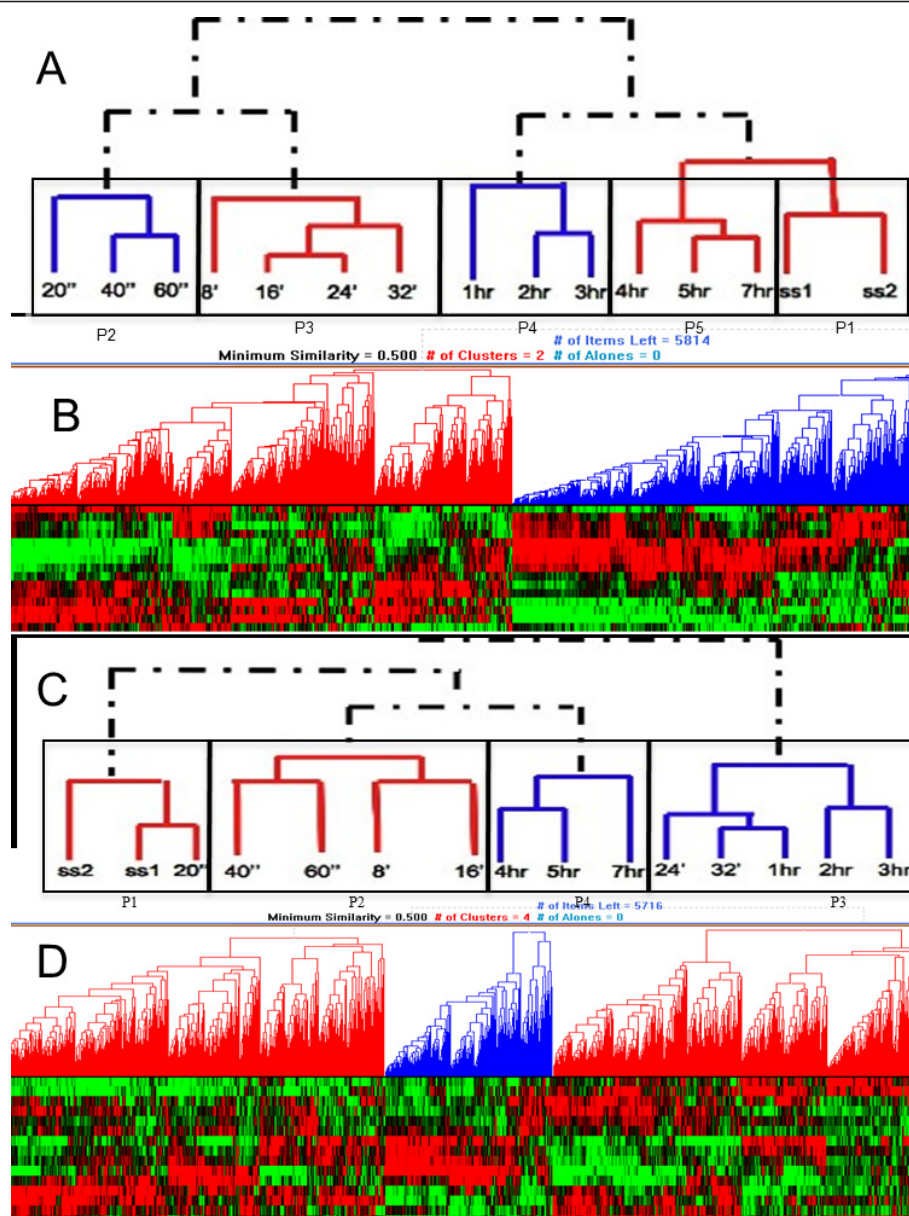 A
20" 40" 60" 8' 16' 24' 32' 1hr 2hr 3hr 4hr 5hr 7hr ss1 ss2
P2 P3 P4 P5 P1
# of Items Left = 5814
Minimum Similarity = 0.500 # of Clusters = 2 # of Alones = 0
B
C
ss2 ss1 20" 40" 60" 8' 16' 4hr 5hr 7hr 24' 32' 1hr 2hr 3hr
P1 P2 P4 P3
# of Items Left = 5716
Minimum Similarity = 0.500 # of Clusters = 4 # of Alones = 0
D